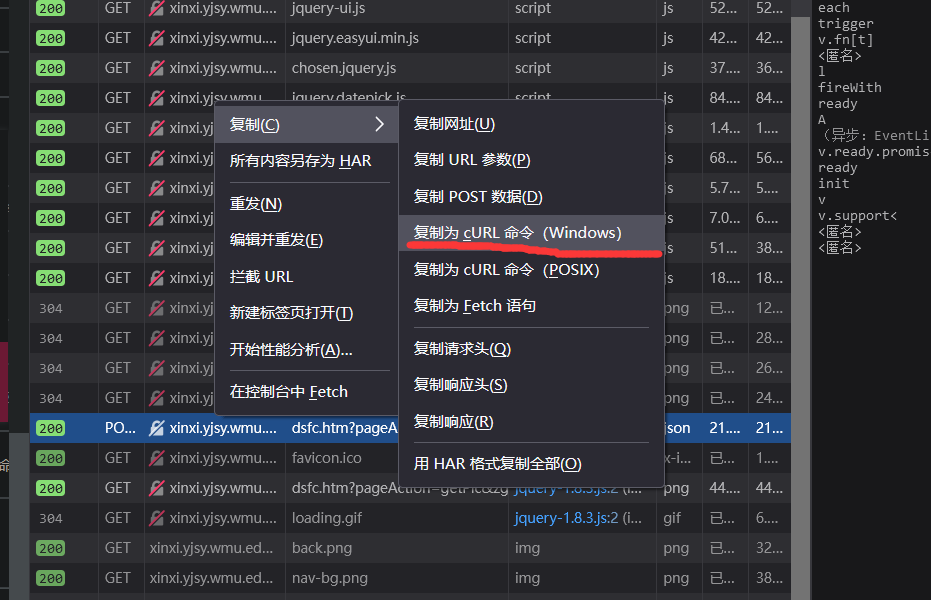 200 GET xinxi.yjsy.wmu.... jquery-ui.js script js 52... 52...
200 GET xinxi.yjsy.wmu.... jquery.easyui.min.js script js 42... 42...
200 GET xinxi.yjsy.wmu.... chosen.jquery.js script js 37.... 36...
200 GET xinxi.yjsy.wmu.... jquery.datepick.js script js 84.... 84...
200 GET xinxi.yj js 1.4... 1....
200 GET xinxi.yj js 68... 56...
200 GET xinxi.yj js 5.7... 5....
200 GET xinxi.yj js 7.0... 6....
200 GET xinxi.yj js 51.... 38...
200 GET xinxi.yj js 18.... 18...
304 GET xinxi.yj png 已... 12...
304 GET xinxi.yj png 已... 28...
304 GET xinxi.yj png 已... 26...
304 GET xinxi.yj png 已... 24...
200 PO... xinxi.yjsy.wmu.... dsfc.htm?pageA json 21.... 21...
200 GET xinxi.yjsy.wmu.... favicon.ico x-i... 已... 1....
200 GET xinxi.yjsy.wmu.... dsfc.htm?pageAction=getPic&zg jquery-1.8.3.js:2 (i... png 44.... 44...
304 GET xinxi.yjsy.wmu.... loading.gif jquery-1.8.3.js:2 (i... gif 已... 6....
200 GET xinxi.yjsy.wmu.ed... back.png img png 已... 32...
200 GET xinxi.yjsy.wmu.ed... nav-bg.png img png 已... 38...
复制(C)
所有内容另存为 HAR
重发(N)
编辑并重发(E)
拦截 URL
新建标签页打开(T)
开始性能分析(A)...
在控制台中 Fetch
复制网址(U)
复制 URL 参数(P)
复制 POST 数据(D)
复制为 cURL 命令（Windows）
复制为 cURL 命令（POSIX）
复制为 Fetch 语句
复制请求头(Q)
复制响应头(S)
复制响应(R)
用 HAR 格式复制全部(O)
each
trigger
v.fn[t]
<匿名>
l
fireWith
ready
A
（异步：EventLi
v.ready.promis
ready
init
v
v.support<
<匿名>
<匿名>
命